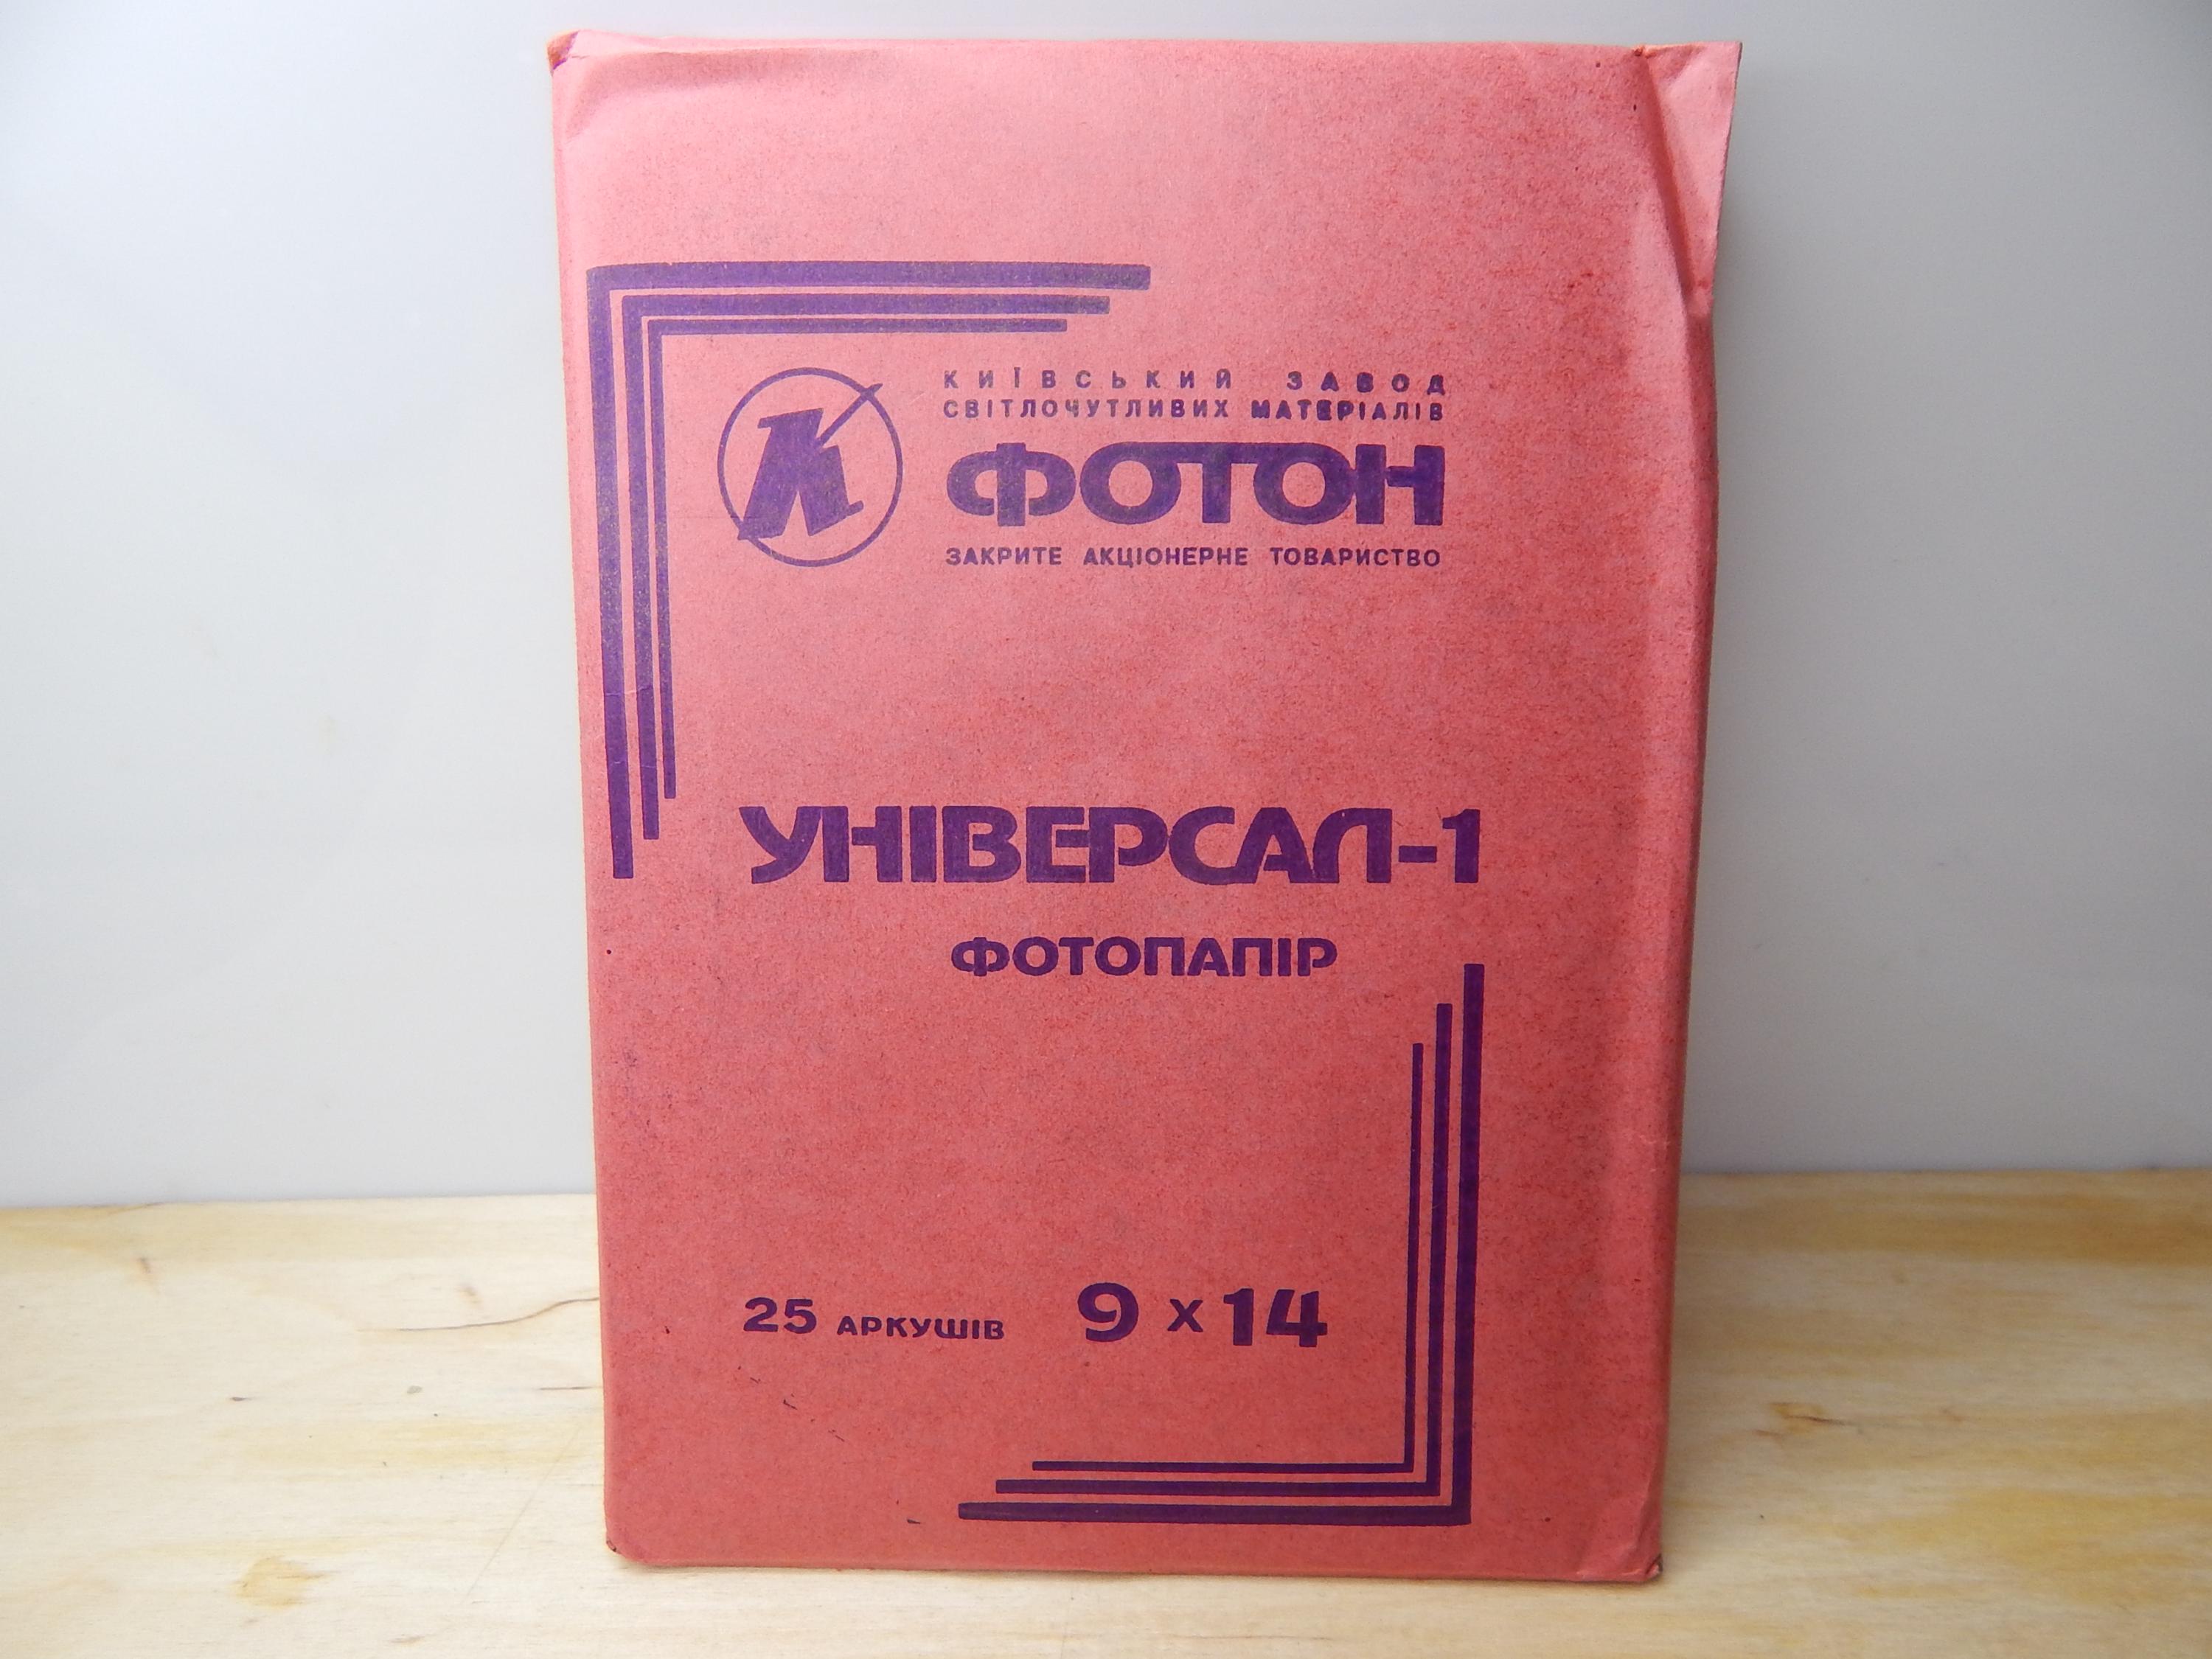 К
КИЇВСЬКИЙ ЗАВОД
СВІТЛОЧУТЛИВИХ МАТЕРІАЛІВ
ФОТОН
ЗАКРИТЕ АКЦІОНЕРНЕ ТОВАРИСТВО
УНІВЕРСАЛ-1
ФОТОПАПІР
25 АРКУШІВ 9 х 14